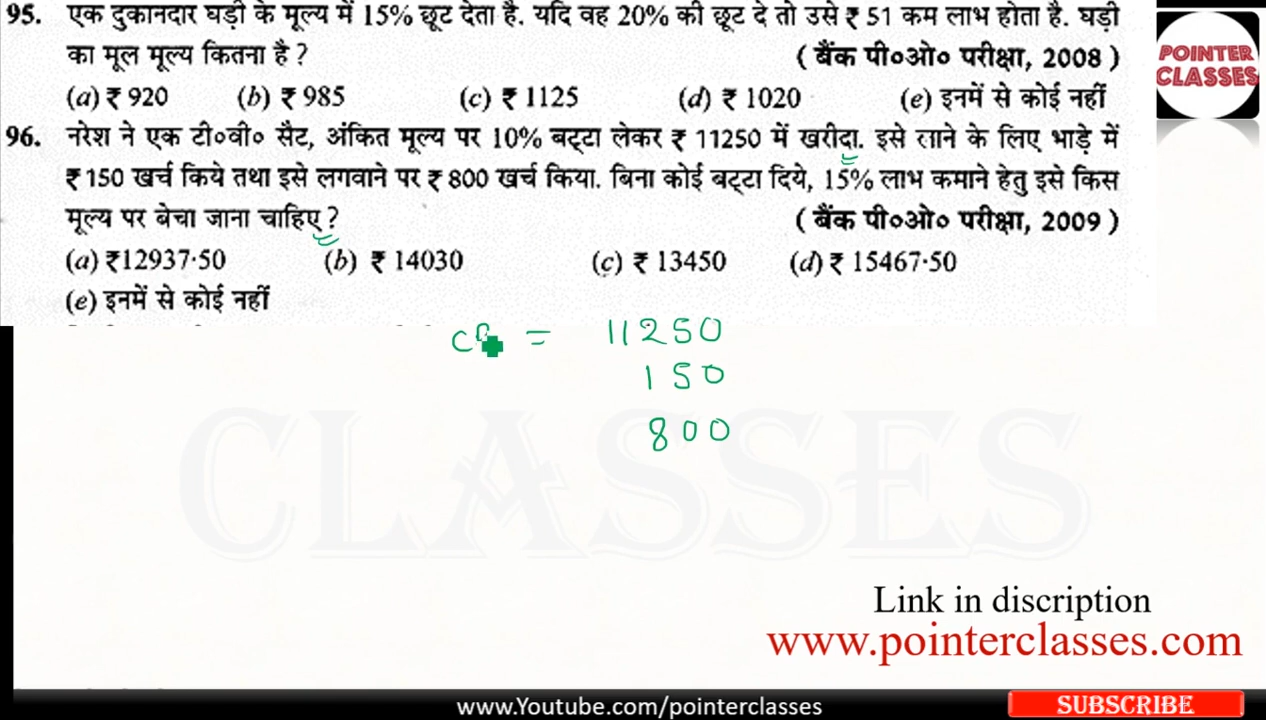 95. एक दुकानदार घड़ी के मूल्य में 15% छूट देता है. यदि वह 20% की छूट दे तो उसे ₹ 51 कम लाभ होता है. घड़ी
का मूल मूल्य कितना है ? ( बैंक पी०ओ० परीक्षा, 2008 )
(a) ₹ 920 (b) ₹ 985 (c) ₹ 1125 (d) ₹ 1020 (e) इनमें से कोई नहीं
POINTER
CLASSES
96. नरेश ने एक टी०वी० सैट, अंकित मूल्य पर 10% बट्टा लेकर ₹ 11250 में खरीदा. इसे लाने के लिए भाड़े में
₹ 150 खर्च किये तथा इसे लगवाने पर ₹ 800 खर्च किया. बिना कोई बट्टा दिये, 15% लाभ कमाने हेतु इसे किस
मूल्य पर बेचा जाना चाहिए ? ( बैंक पी०ओ० परीक्षा, 2009 )
(a) ₹12937·50 (b) ₹ 14030 (c) ₹ 13450 (d) ₹ 15467·50
(e) इनमें से कोई नहीं
CP = 11250
150
800
CLASSES
Link in discription
www.pointerclasses.com
www.Youtube.com/pointerclasses
SUBSCRIBE